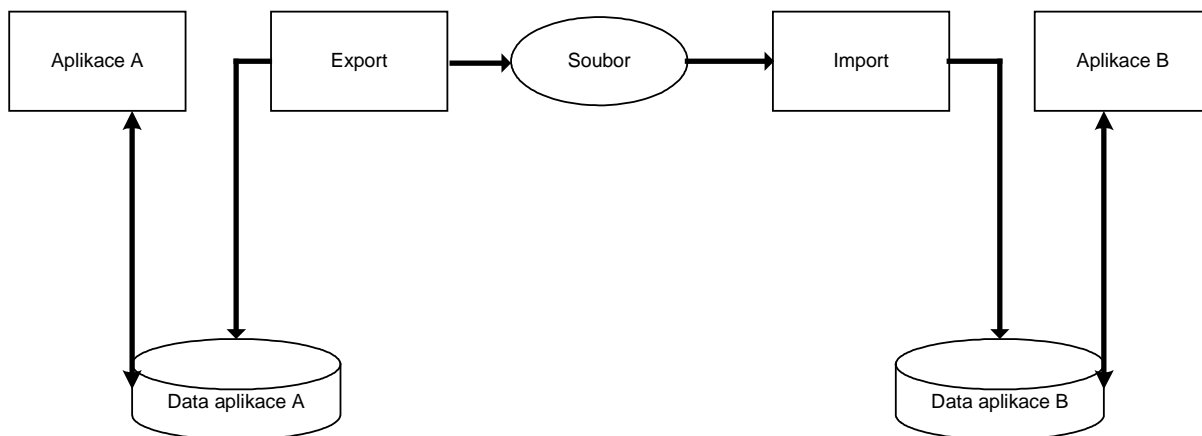 Aplikace A
Export
Soubor
Import
Aplikace B
Data aplikace A
Data aplikace B